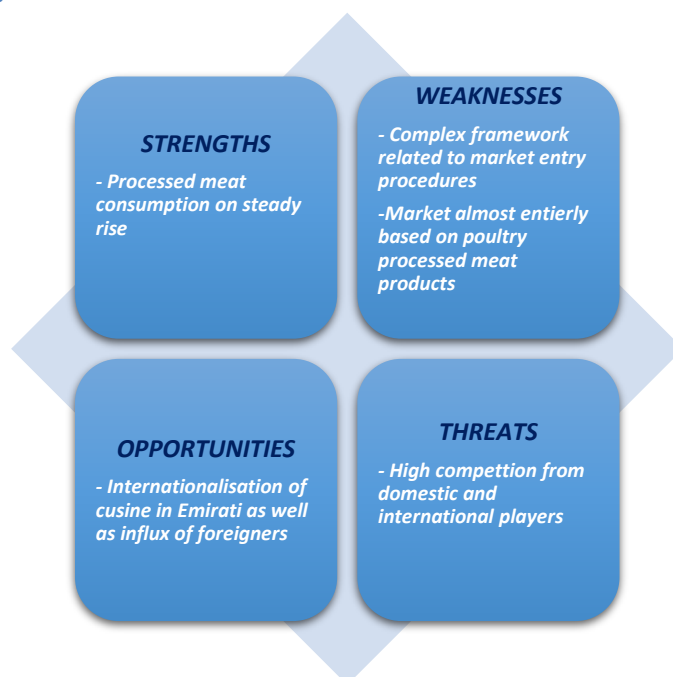 STRENGTHS
- Processed meat
consumption on steady
rise
WEAKNESSES
- Complex framework
related to market entry
procedures
-Market almost entierly
based on poultry
processed meat
products
OPPORTUNITIES
- Internationalisation of
cusine in Emirati as well
as influx of foreigners
THREATS
- High compettion from
domestic and
international players